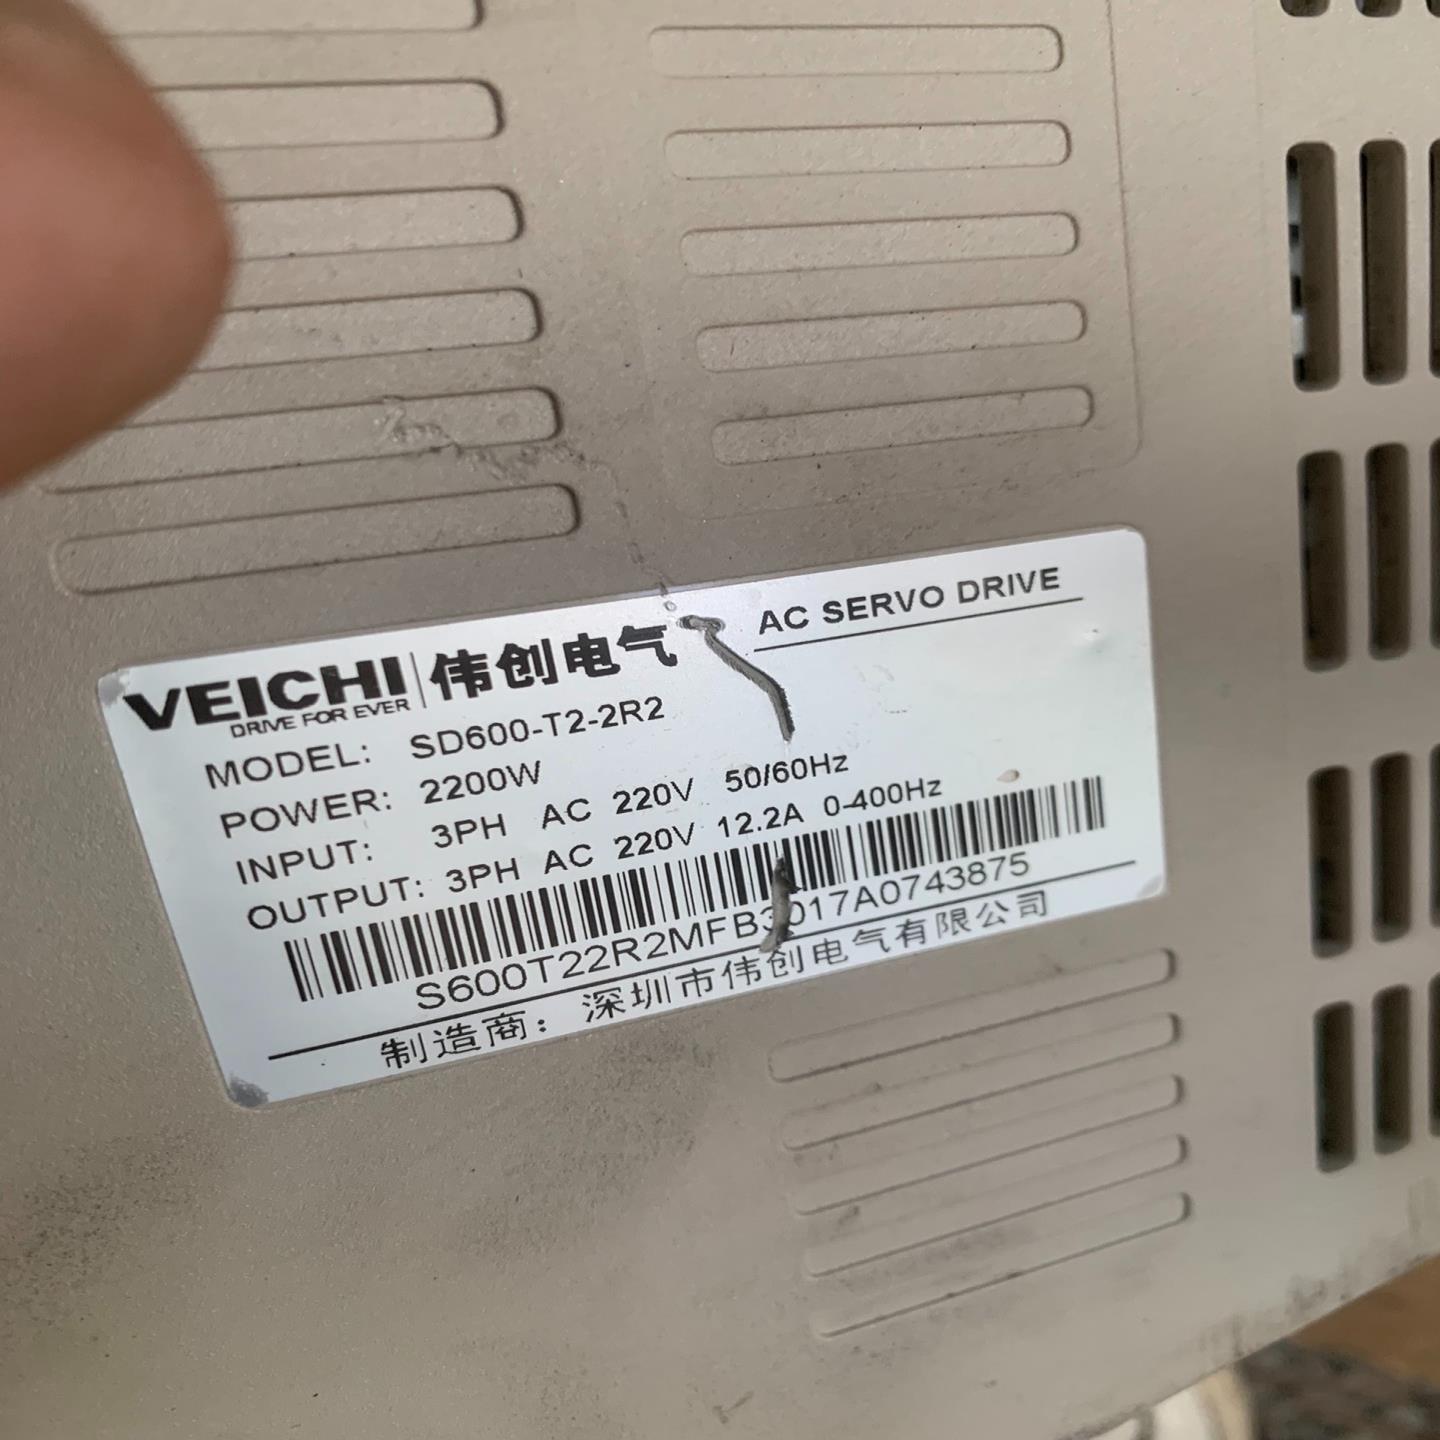 VEICHI 伟创电气 AC SERVO DRIVE
DRIVE FOR EVER
MODEL: SD600-T2-2R2
POWER: 2200W
INPUT: 3PH AC 220V 50/60Hz
OUTPUT: 3PH AC 220V 12.2A 0-400Hz
S600T22R2MFB3017A0743875
制造商: 深圳市伟创电气有限公司